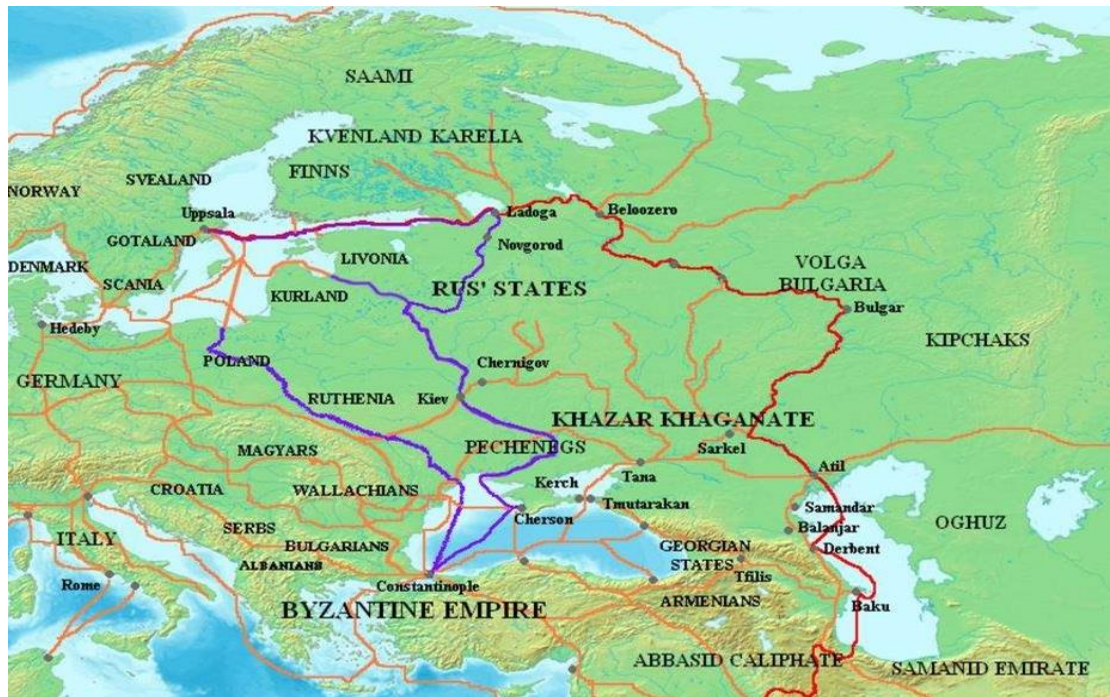 SAAMI
KVENLAND KARELIA
FINNS
NORWAY
SVEALAND
Uppsala
Ladoga
Beloozero
GOTALAND
Novgorod
LIVONIA
DENMARK
SCANIA
KURLAND
RUS' STATES
VOLGA
BULGARIA
Bulgar
Hedeby
KIPCHAKS
POLAND
Chernigov
GERMANY
RUTHENIA
Kiev
KHAZAR KHAGANATE
PECHENEGS
Sarkel
MAGYARS
Atil
Tana
CROATIA
WALLACHIANS
Kerch
Tmutarakan
Samandar
Cherson
OGHUZ
SERBS
Balanjar
ITALY
BULGARIANS
GEORGIAN
STATES
Derbent
ALBANIANS
Tfilis
Rome
Constantinople
ARMENIANS
Baku
BYZANTINE EMPIRE
ABBASID CALIPHATE
SAMANID EMIRATE